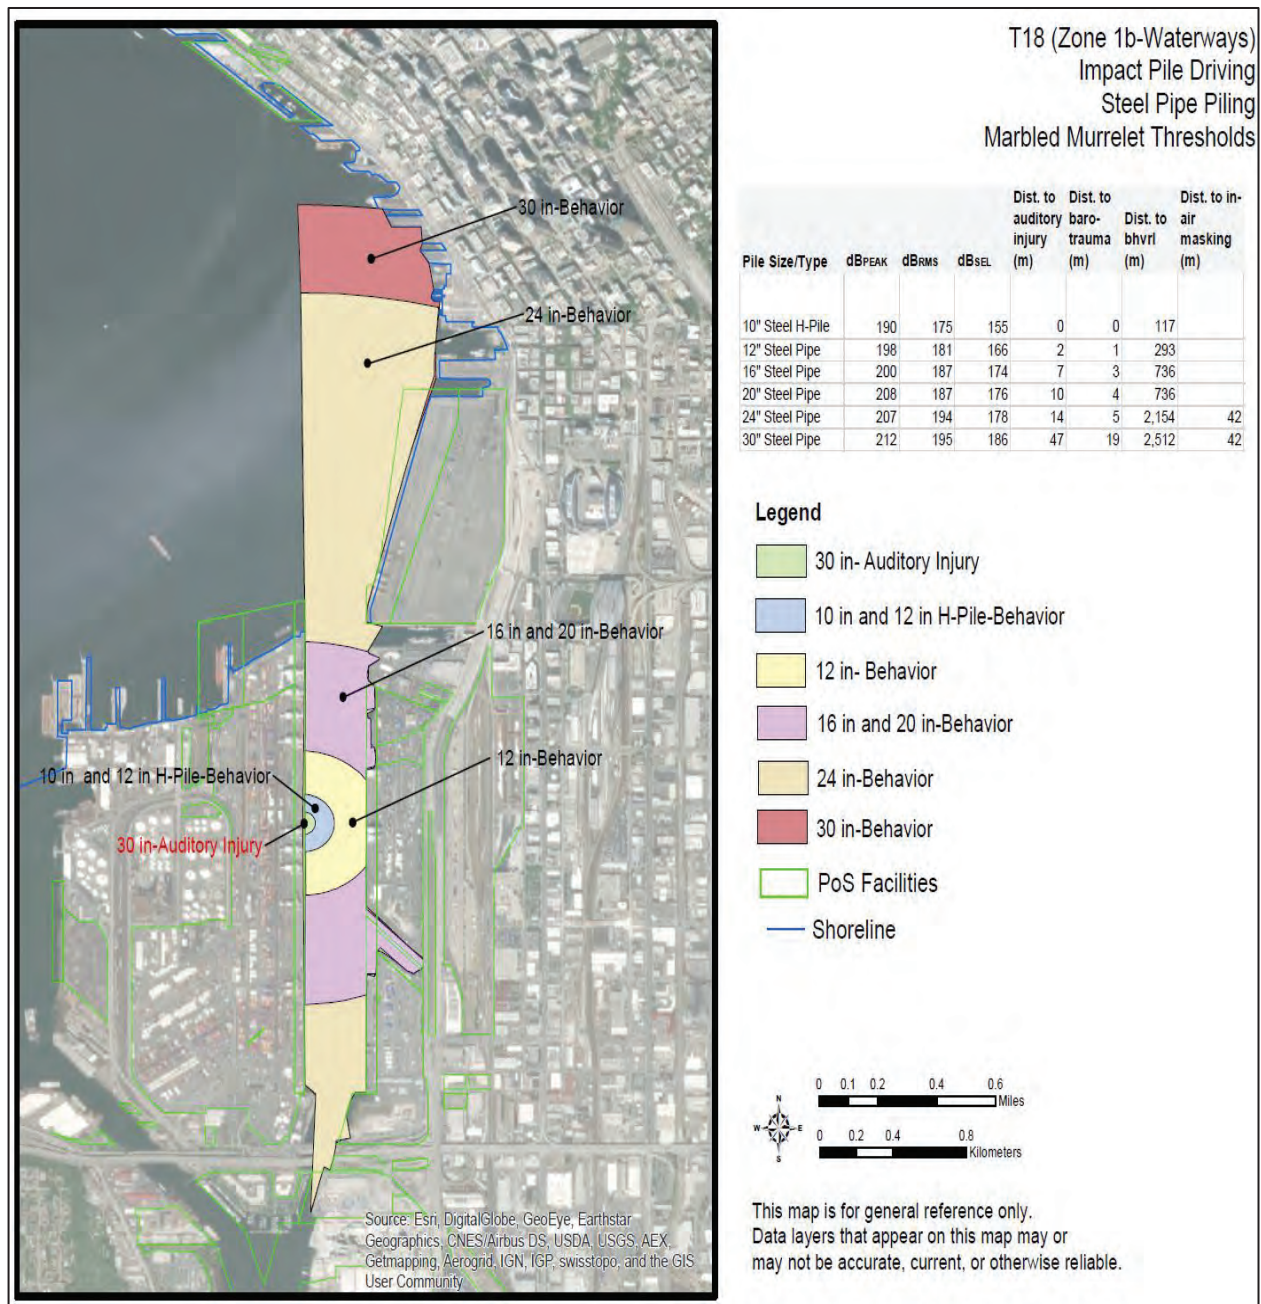 T18 (Zone 1b-Waterways)
Impact Pile Driving
Steel Pipe Piling
Marbled Murrelet Thresholds
Pile Size/Type dBPEAK dBRMS dBSEL Dist. to auditory injury (m) Dist. to baro-trauma (m) Dist. to bhvrl (m) Dist. to in-air masking (m)
10" Steel H-Pile 190 175 155 0 0 117
12" Steel Pipe 198 181 166 2 1 293
16" Steel Pipe 200 187 174 7 3 736
20" Steel Pipe 208 187 176 10 4 736
24" Steel Pipe 207 194 178 14 5 2,154 42
30" Steel Pipe 212 195 186 47 19 2,512 42
30 in-Behavior
24 in-Behavior
16 in and 20 in-Behavior
12 in-Behavior
10 in and 12 in H-Pile-Behavior
30 in-Auditory Injury
Legend
30 in- Auditory Injury
10 in and 12 in H-Pile-Behavior
12 in- Behavior
16 in and 20 in-Behavior
24 in-Behavior
30 in-Behavior
PoS Facilities
Shoreline
N
W E
S
0 0.1 0.2 0.4 0.6
Miles
0 0.2 0.4 0.8
Kilometers
Source: Esri, DigitalGlobe, GeoEye, Earthstar
Geographics, CNES/Airbus DS, USDA, USGS, AEX,
Getmapping, Aerogrid, IGN, IGP, swisstopo, and the GIS
User Community
This map is for general reference only.
Data layers that appear on this map may or
may not be accurate, current, or otherwise reliable.